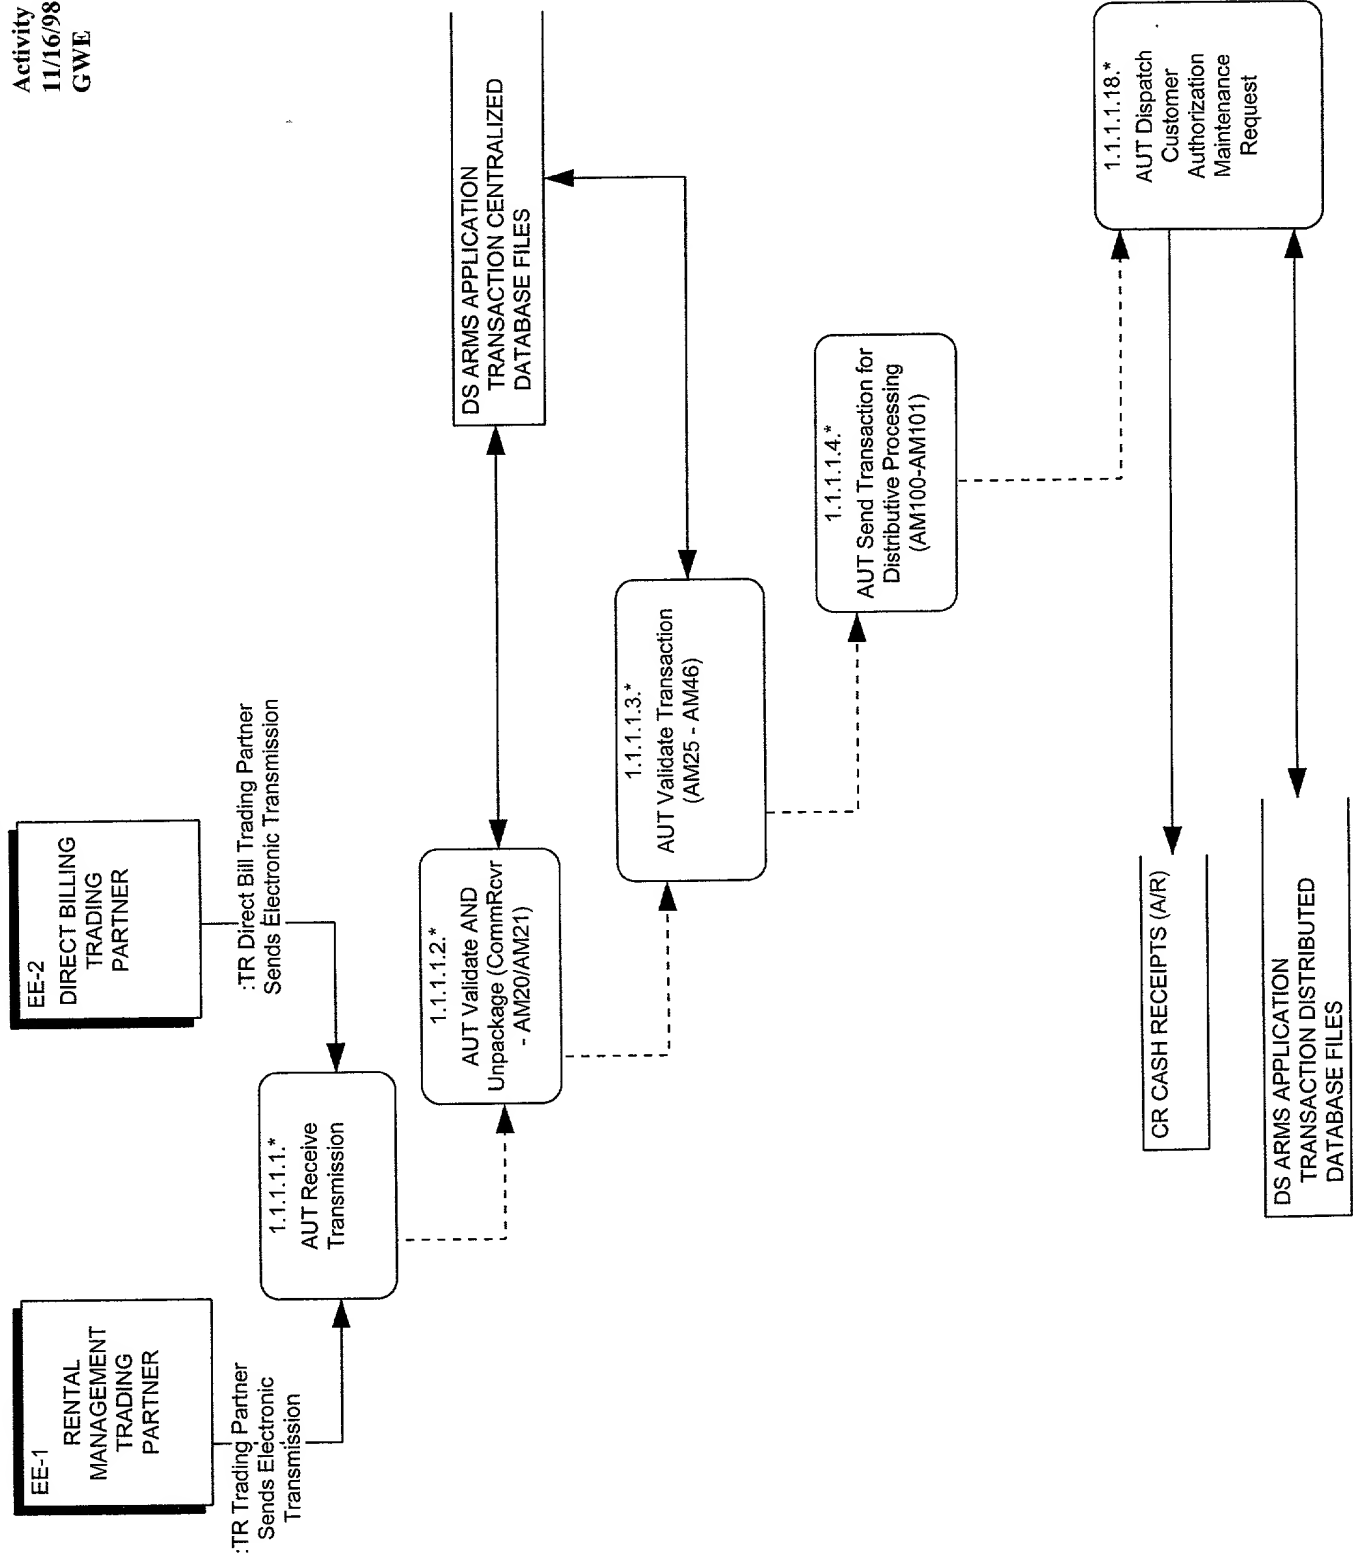 Activity
11/16/98
GWE
EE-1
RENTAL
MANAGEMENT
TRADING
PARTNER
:TR Trading Partner
Sends Electronic
Transmission
EE-2
DIRECT BILLING
TRADING
PARTNER
:TR Direct Bill Trading Partner
Sends Electronic Transmission
1.1.1.1.1.*
AUT Receive
Transmission
1.1.1.1.2.*
AUT Validate AND
Unpackage (CommRcvr
- AM20/AM21)
DS ARMS APPLICATION
TRANSACTION CENTRALIZED
DATABASE FILES
1.1.1.1.3.*
AUT Validate Transaction
(AM25 - AM46)
1.1.1.1.4.*
AUT Send Transaction for
Distributive Processing
(AM100-AM101)
1.1.1.1.18.*
AUT Dispatch
Customer
Authorization
Maintenance
Request
CR CASH RECEIPTS (A/R)
DS ARMS APPLICATION
TRANSACTION DISTRIBUTED
DATABASE FILES